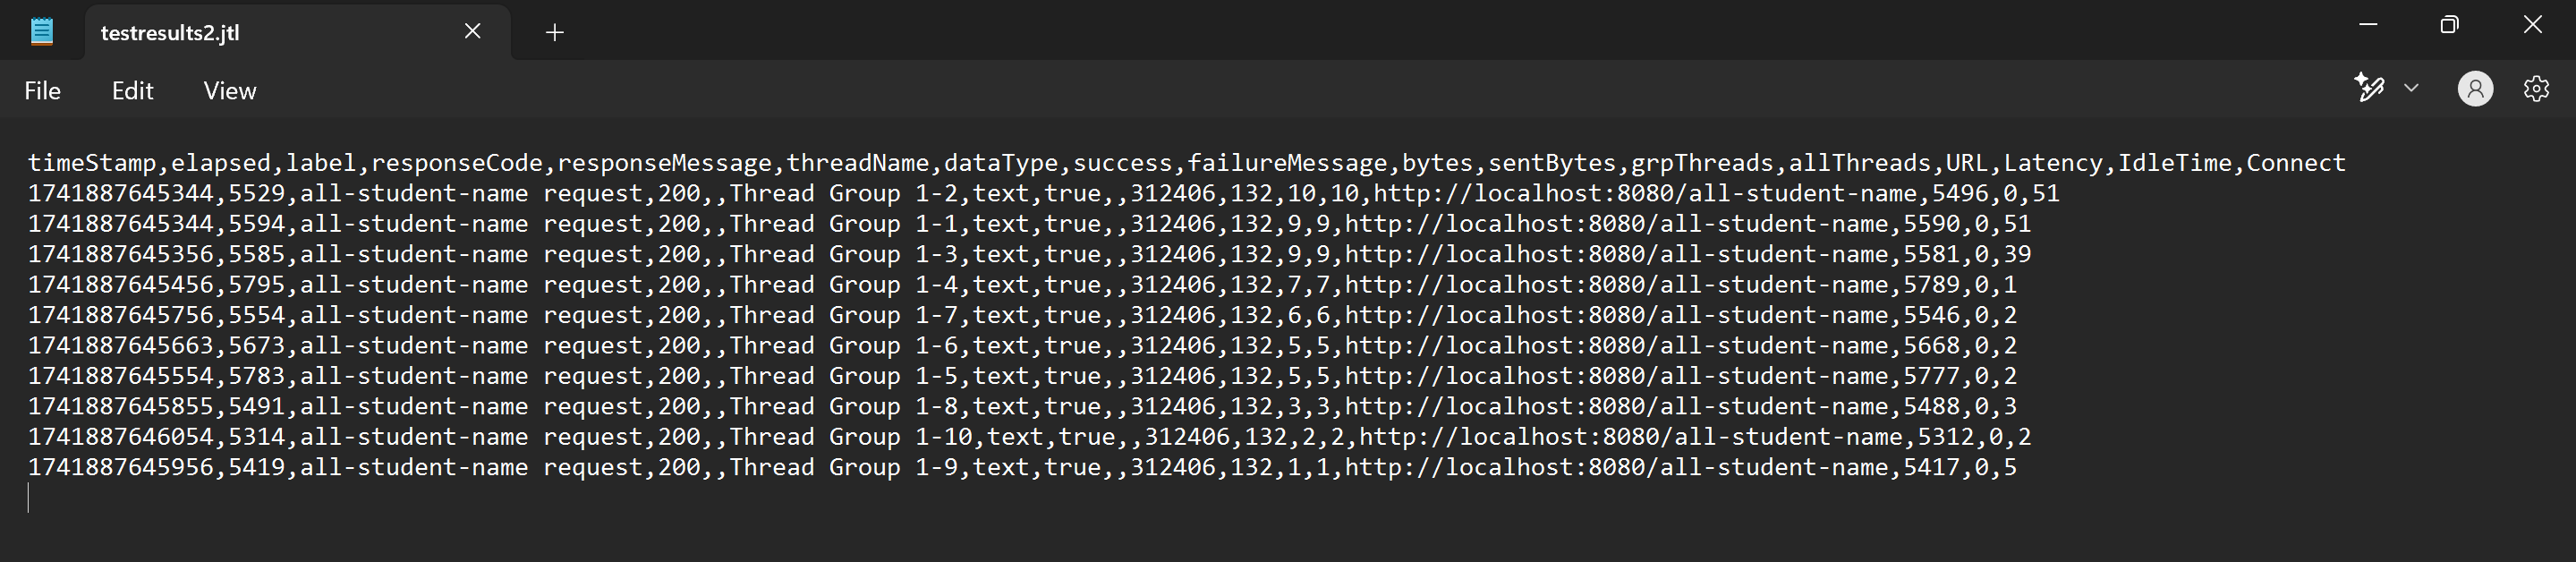 testresults2.jtl
File Edit View
timeStamp,elapsed,label,responseCode,responseMessage,threadName,dataType,success,failureMessage,bytes,sentBytes,grpThreads,allThreads,URL,Latency,IdleTime,Connect
1741887645344,5529,all-student-name request,200,,Thread Group 1-2,text,true,,312406,132,10,10,http://localhost:8080/all-student-name,5496,0,51
1741887645344,5594,all-student-name request,200,,Thread Group 1-1,text,true,,312406,132,9,9,http://localhost:8080/all-student-name,5590,0,51
1741887645356,5585,all-student-name request,200,,Thread Group 1-3,text,true,,312406,132,9,9,http://localhost:8080/all-student-name,5581,0,39
1741887645456,5795,all-student-name request,200,,Thread Group 1-4,text,true,,312406,132,7,7,http://localhost:8080/all-student-name,5789,0,1
1741887645756,5554,all-student-name request,200,,Thread Group 1-7,text,true,,312406,132,6,6,http://localhost:8080/all-student-name,5546,0,2
1741887645663,5673,all-student-name request,200,,Thread Group 1-6,text,true,,312406,132,5,5,http://localhost:8080/all-student-name,5668,0,2
1741887645554,5783,all-student-name request,200,,Thread Group 1-5,text,true,,312406,132,5,5,http://localhost:8080/all-student-name,5777,0,2
1741887645855,5491,all-student-name request,200,,Thread Group 1-8,text,true,,312406,132,3,3,http://localhost:8080/all-student-name,5488,0,3
1741887646054,5314,all-student-name request,200,,Thread Group 1-10,text,true,,312406,132,2,2,http://localhost:8080/all-student-name,5312,0,2
1741887645956,5419,all-student-name request,200,,Thread Group 1-9,text,true,,312406,132,1,1,http://localhost:8080/all-student-name,5417,0,5